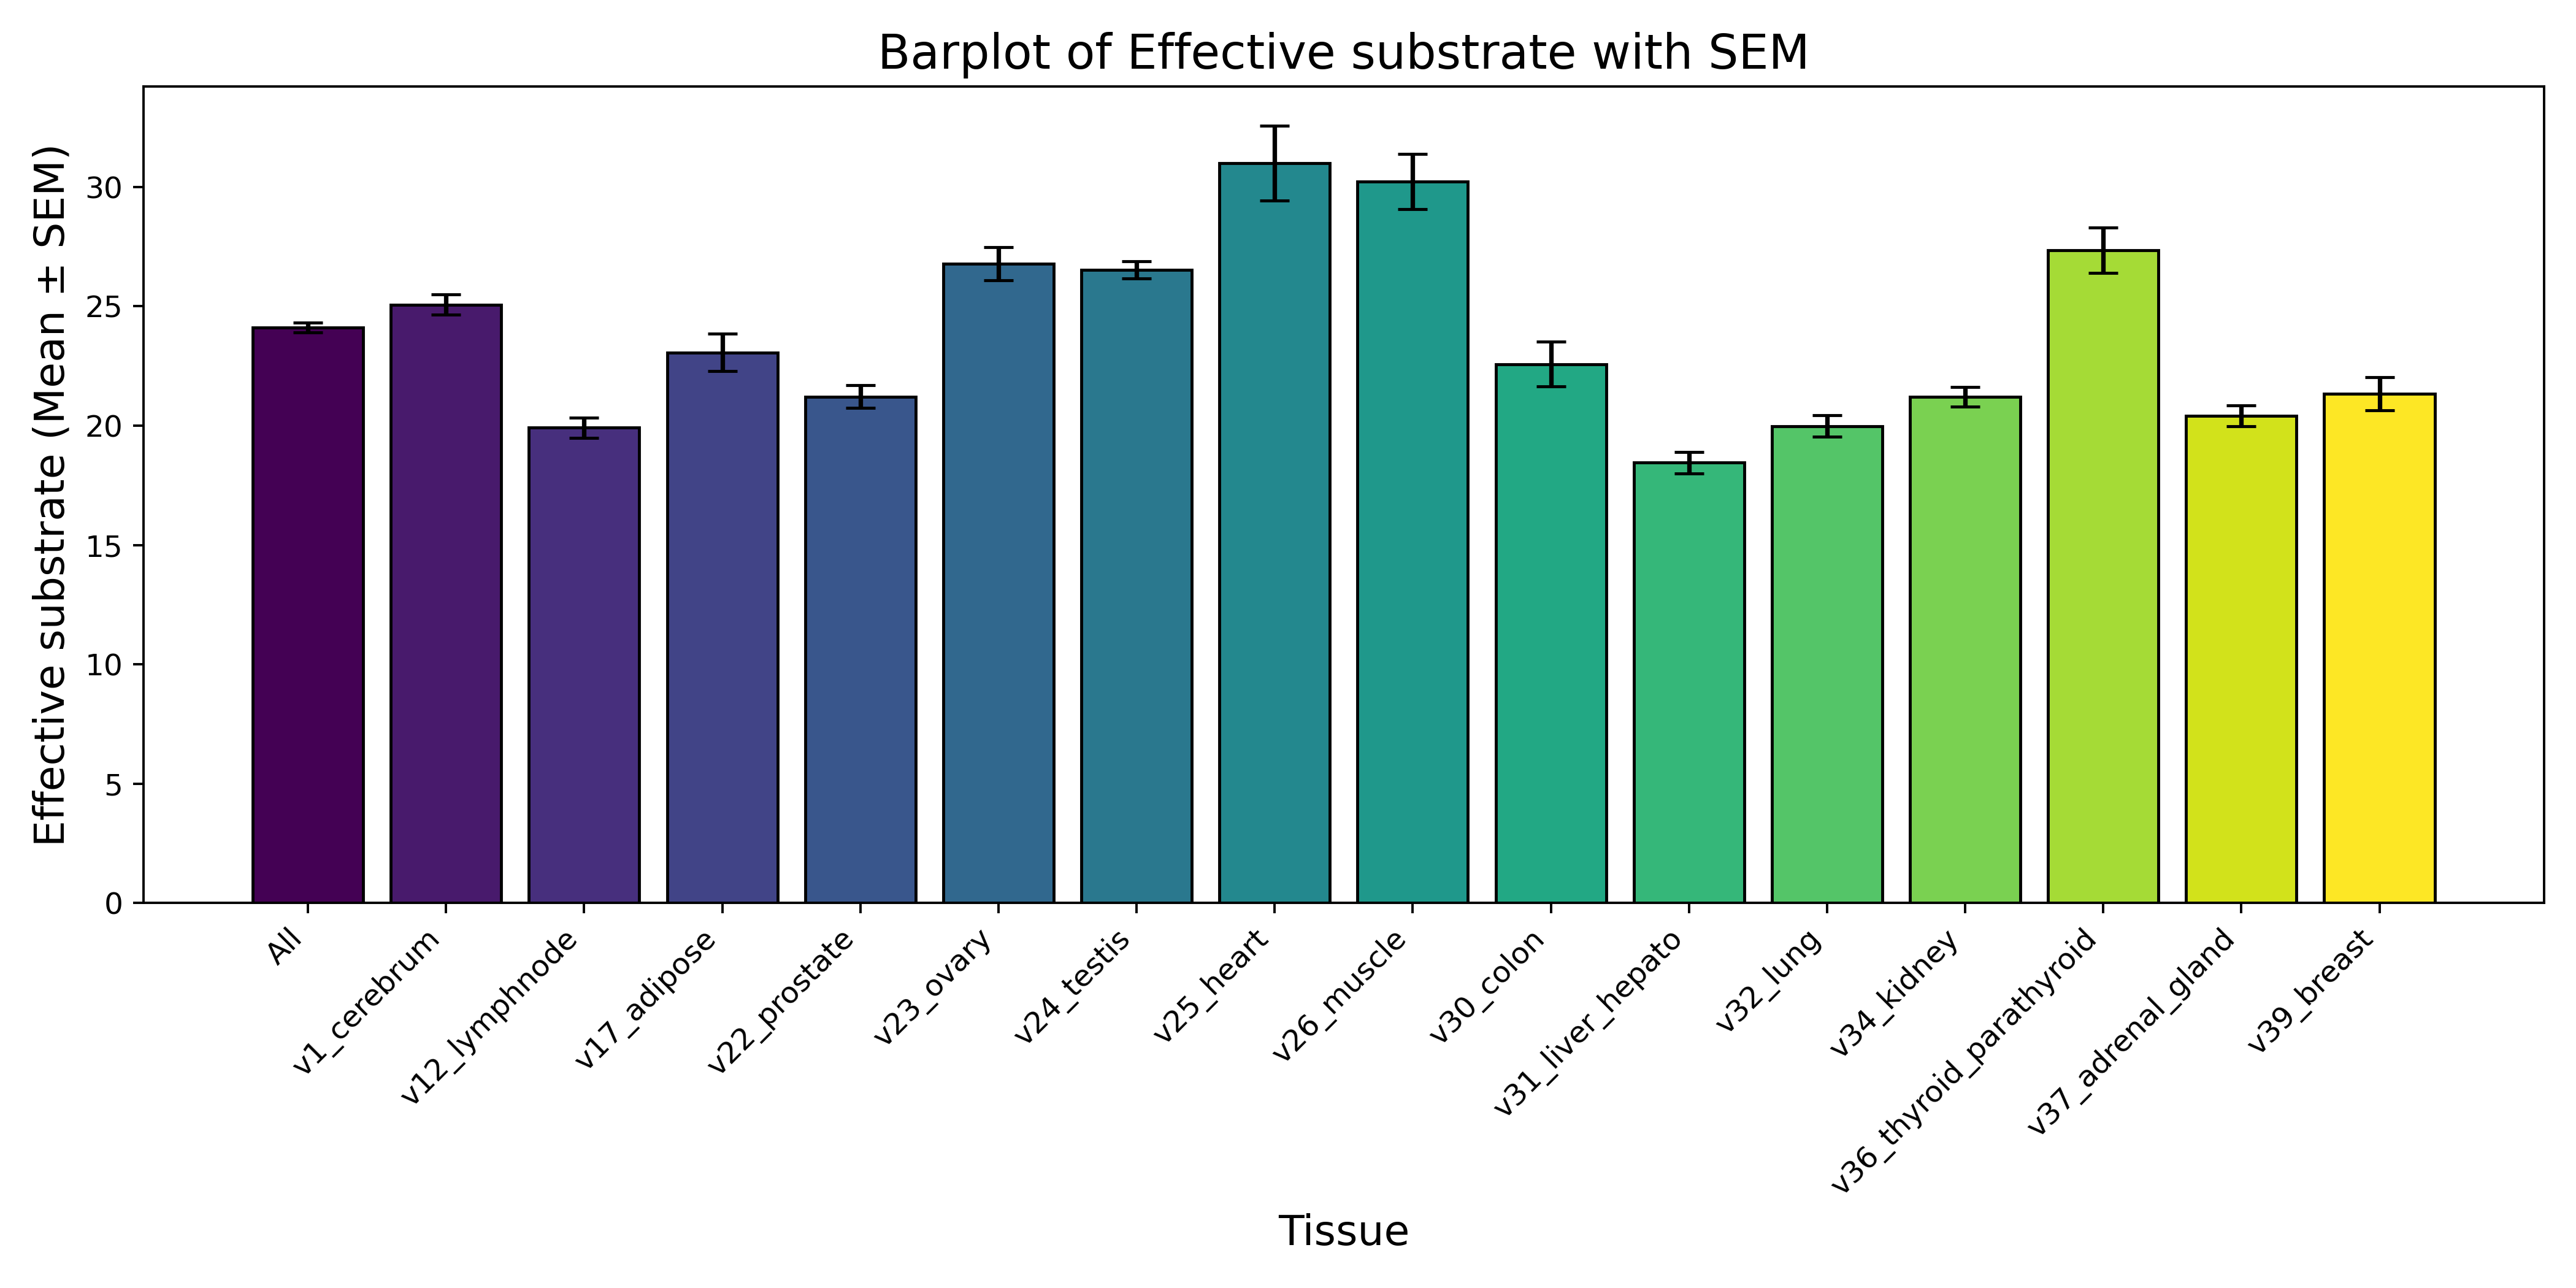 Barplot of Effective substrate with SEM
Effective substrate (Mean ± SEM)
30
25
20
15
10
5
0
All
v1_cerebrum
v12_lymphnode
v17_adipose
v22_prostate
v23_ovary
v24_testis
v25_heart
v26_muscle
v30_colon
v31_liver_hepato
v32_lung
v34_kidney
v36_thyroid_parathyroid
v37_adrenal_gland
v39_breast
Tissue